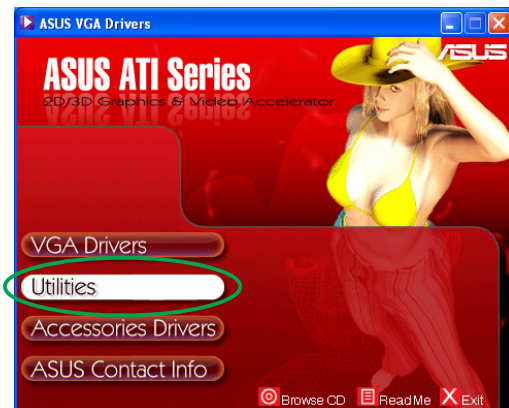 ASUS VGA Drivers
ASUS
ASUS ATI Series
2D/3D Graphics & Video Accelerator
VGA Drivers
Utilities
Accessories Drivers
ASUS Contact Info
Browse CD
ReadMe
Exit